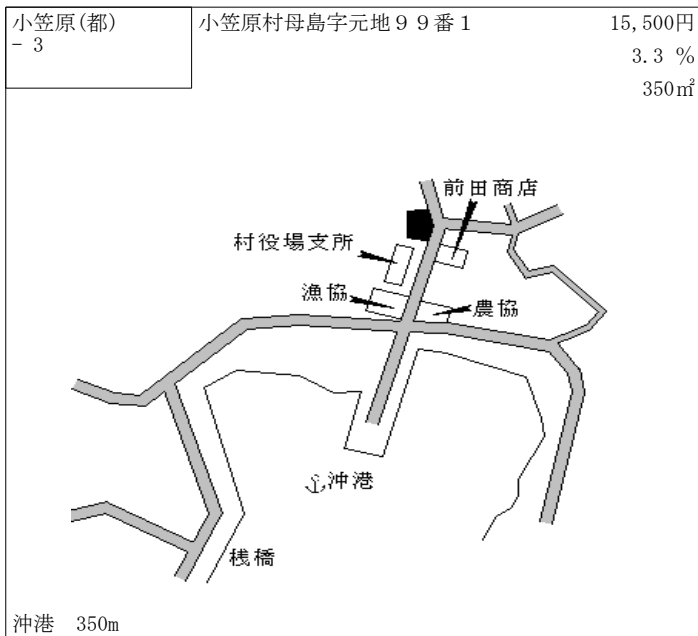 小笠原(都)
- 3
小笠原村母島字元地９９番１
15,500円
3.3 %
350㎡
前田商店
村役場支所
漁協
農協
沖港
桟橋
沖港 350m